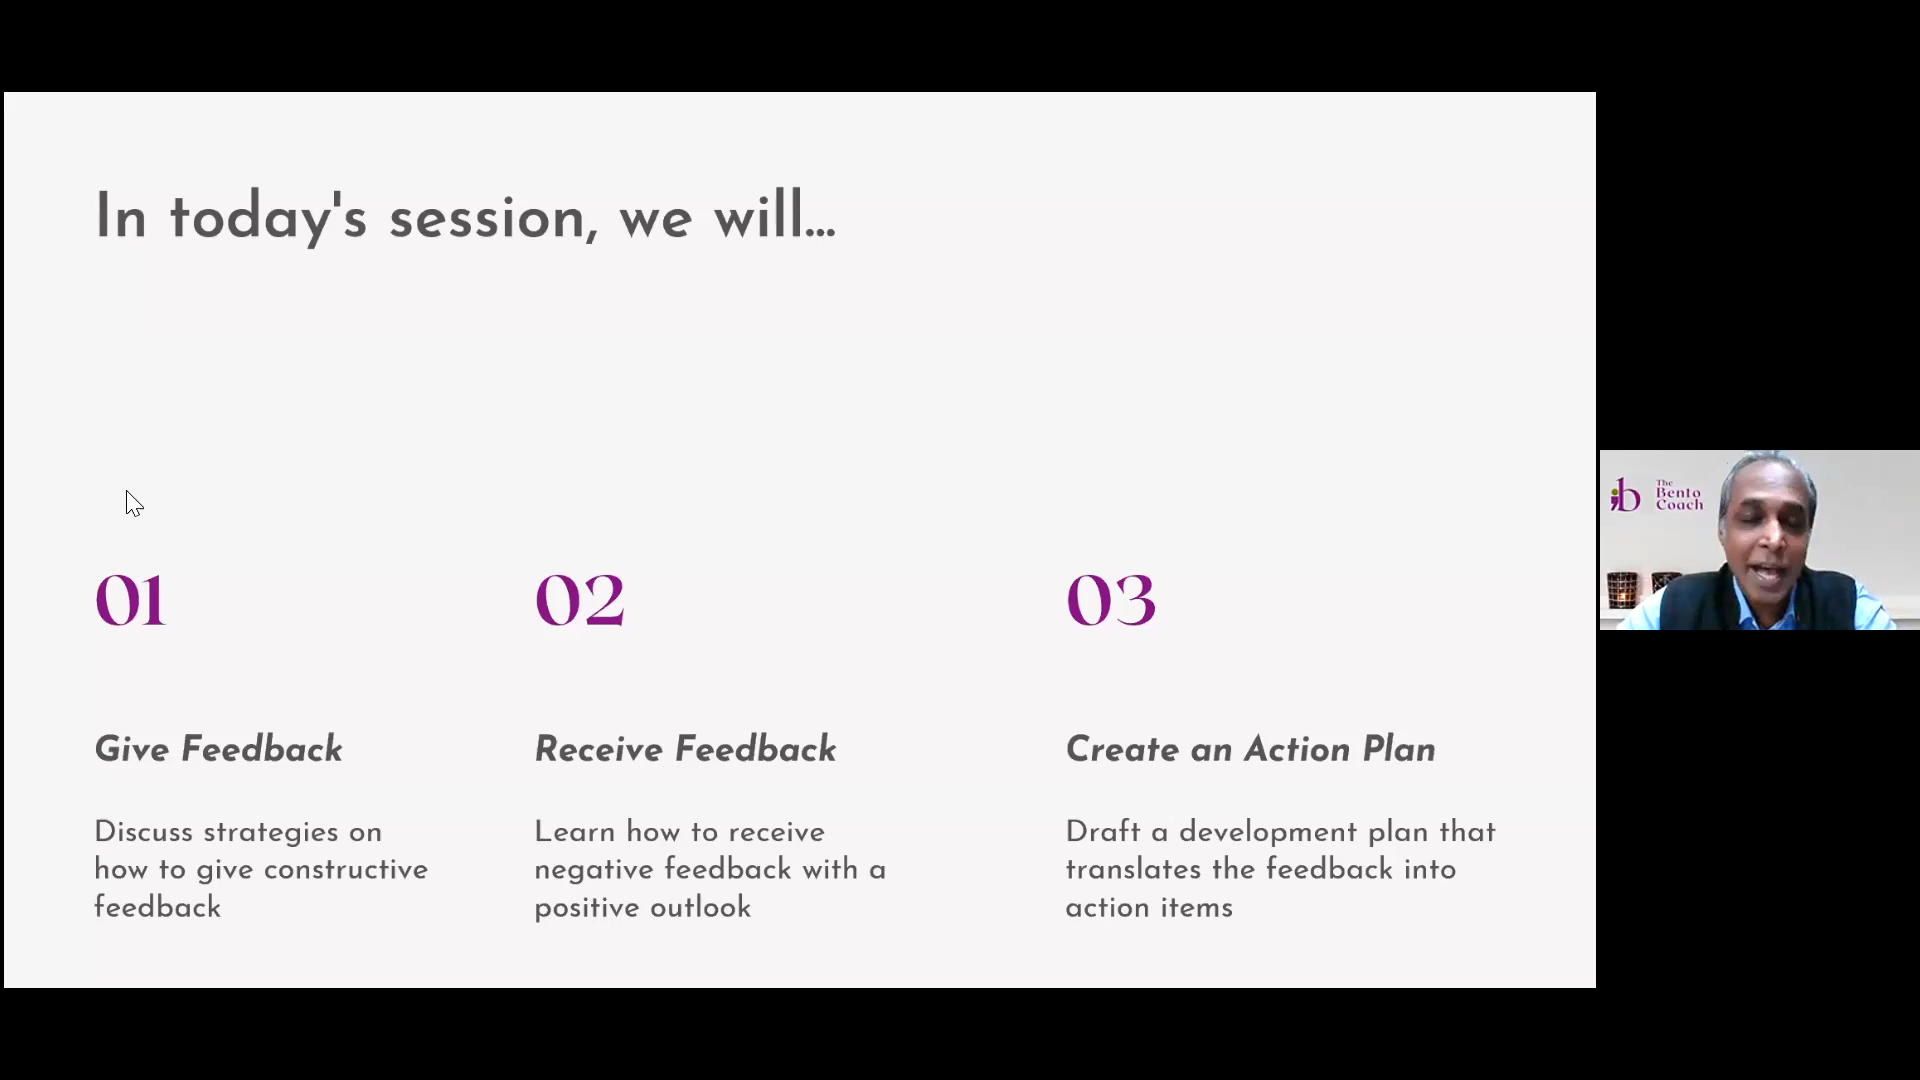 In today's session, we will...
01
Give Feedback
Discuss strategies on
how to give constructive
feedback
02
Receive Feedback
Learn how to receive
negative feedback with a
positive outlook
03
Create an Action Plan
Draft a development plan that
translates the feedback into
action items
b
The
Bento
Coach